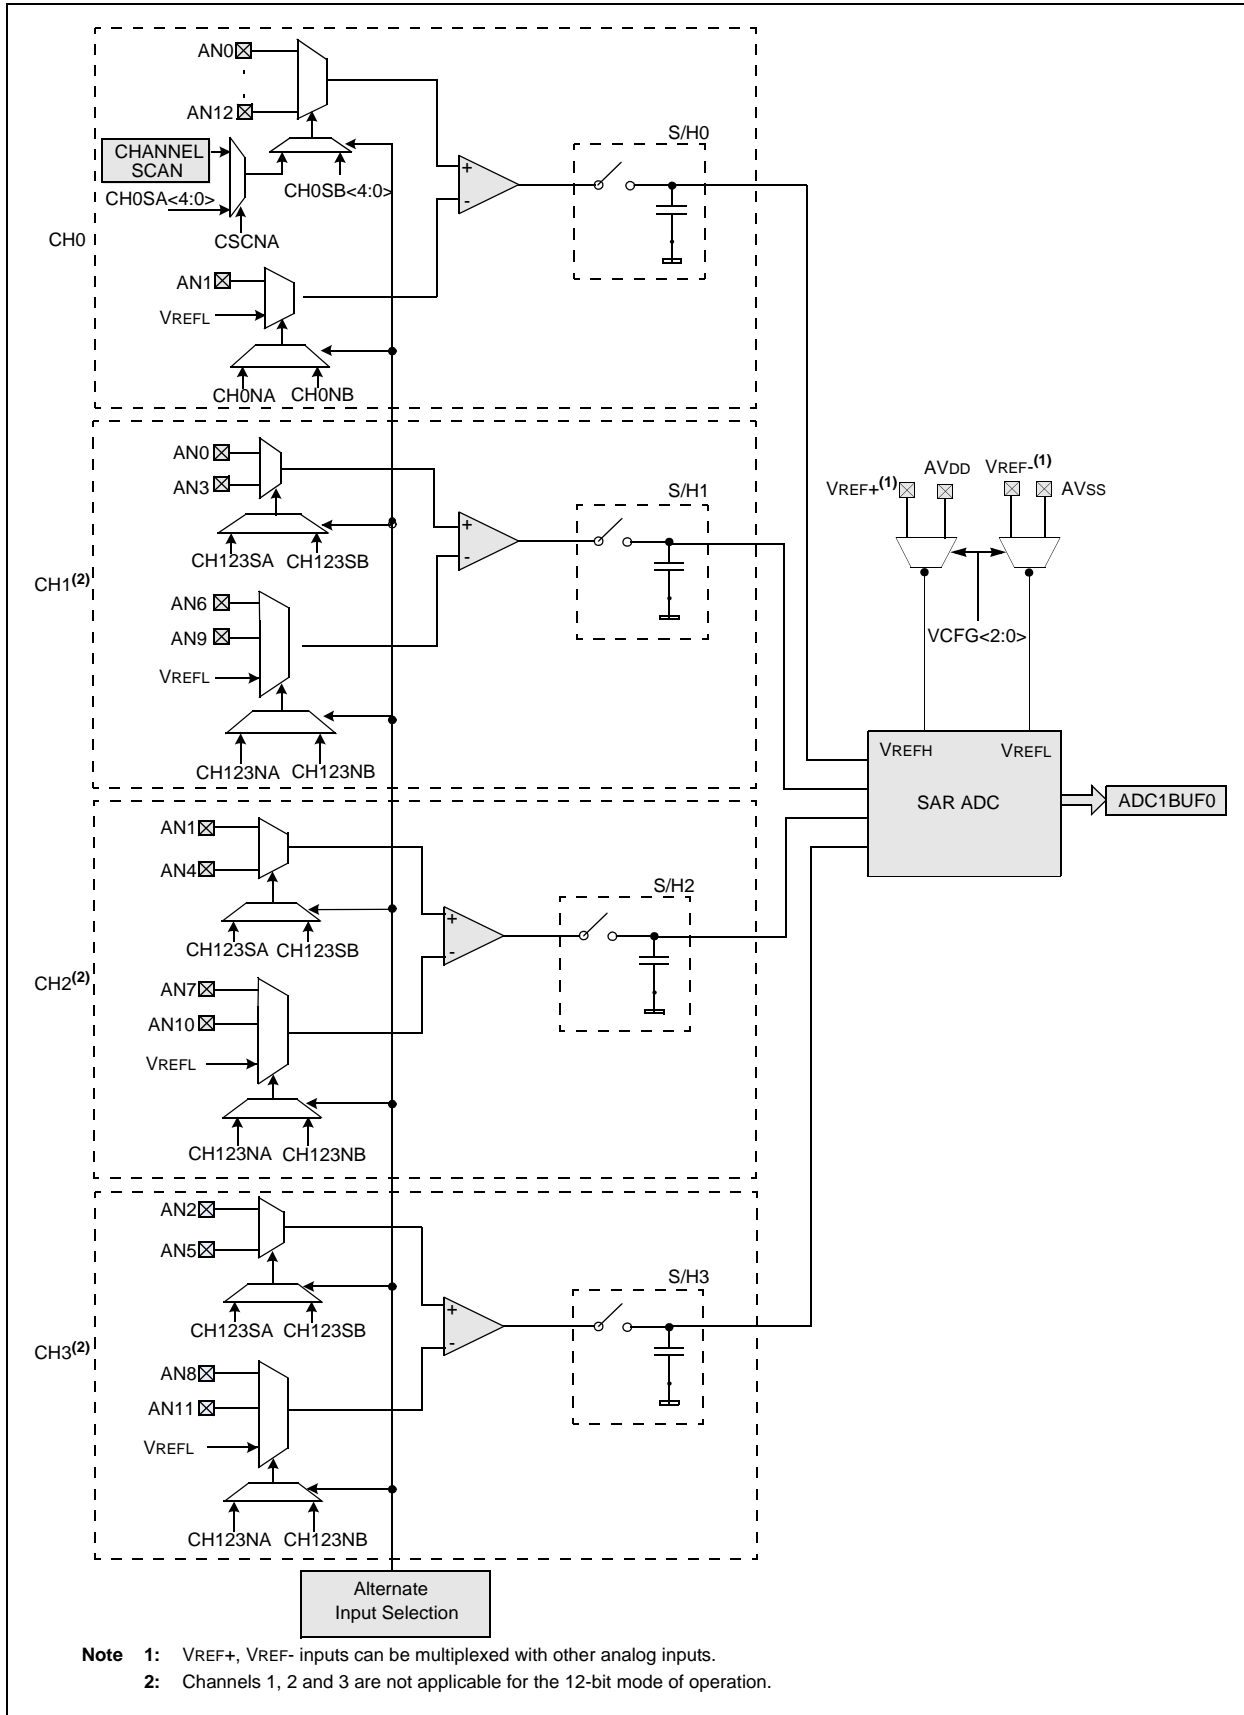 AN0
AN12
CHANNEL
SCAN
CH0SA<4:0>
CH0SB<4:0>
CSCNA
CH0
AN1
VREFL
CH0NA CH0NB
+
-
S/H0
AN0
AN3
CH123SA CH123SB
CH1(2)
AN6
AN9
VREFL
CH123NA CH123NB
+
-
S/H1
VREF+(1)
AVDD
VREF-(1)
AVSS
VCFG<2:0>
VREFH VREFL
SAR ADC
ADC1BUF0
AN1
AN4
CH123SA CH123SB
CH2(2)
AN7
AN10
VREFL
CH123NA CH123NB
+
-
S/H2
AN2
AN5
CH123SA CH123SB
CH3(2)
AN8
AN11
VREFL
CH123NA CH123NB
+
-
S/H3
Alternate
Input Selection
Note 1: VREF+, VREF- inputs can be multiplexed with other analog inputs.
2: Channels 1, 2 and 3 are not applicable for the 12-bit mode of operation.